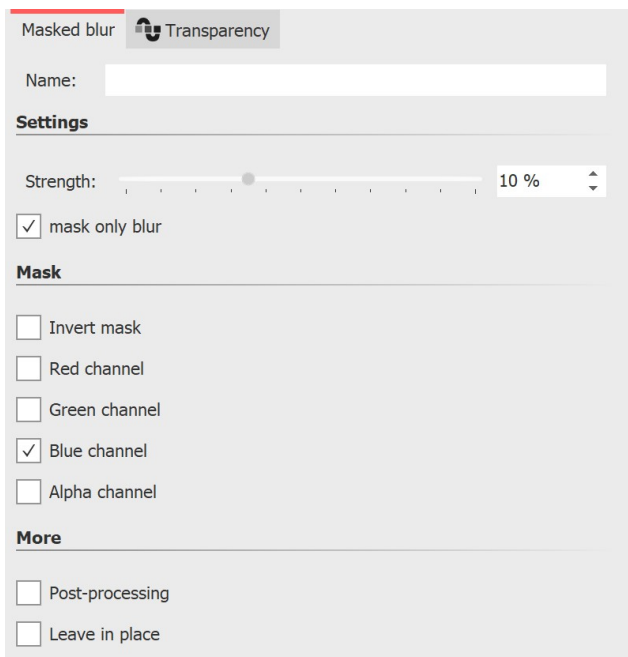 Masked blur Transparency
Name:
Settings
Strength: 10 %
mask only blur
Mask
Invert mask
Red channel
Green channel
Blue channel
Alpha channel
More
Post-processing
Leave in place